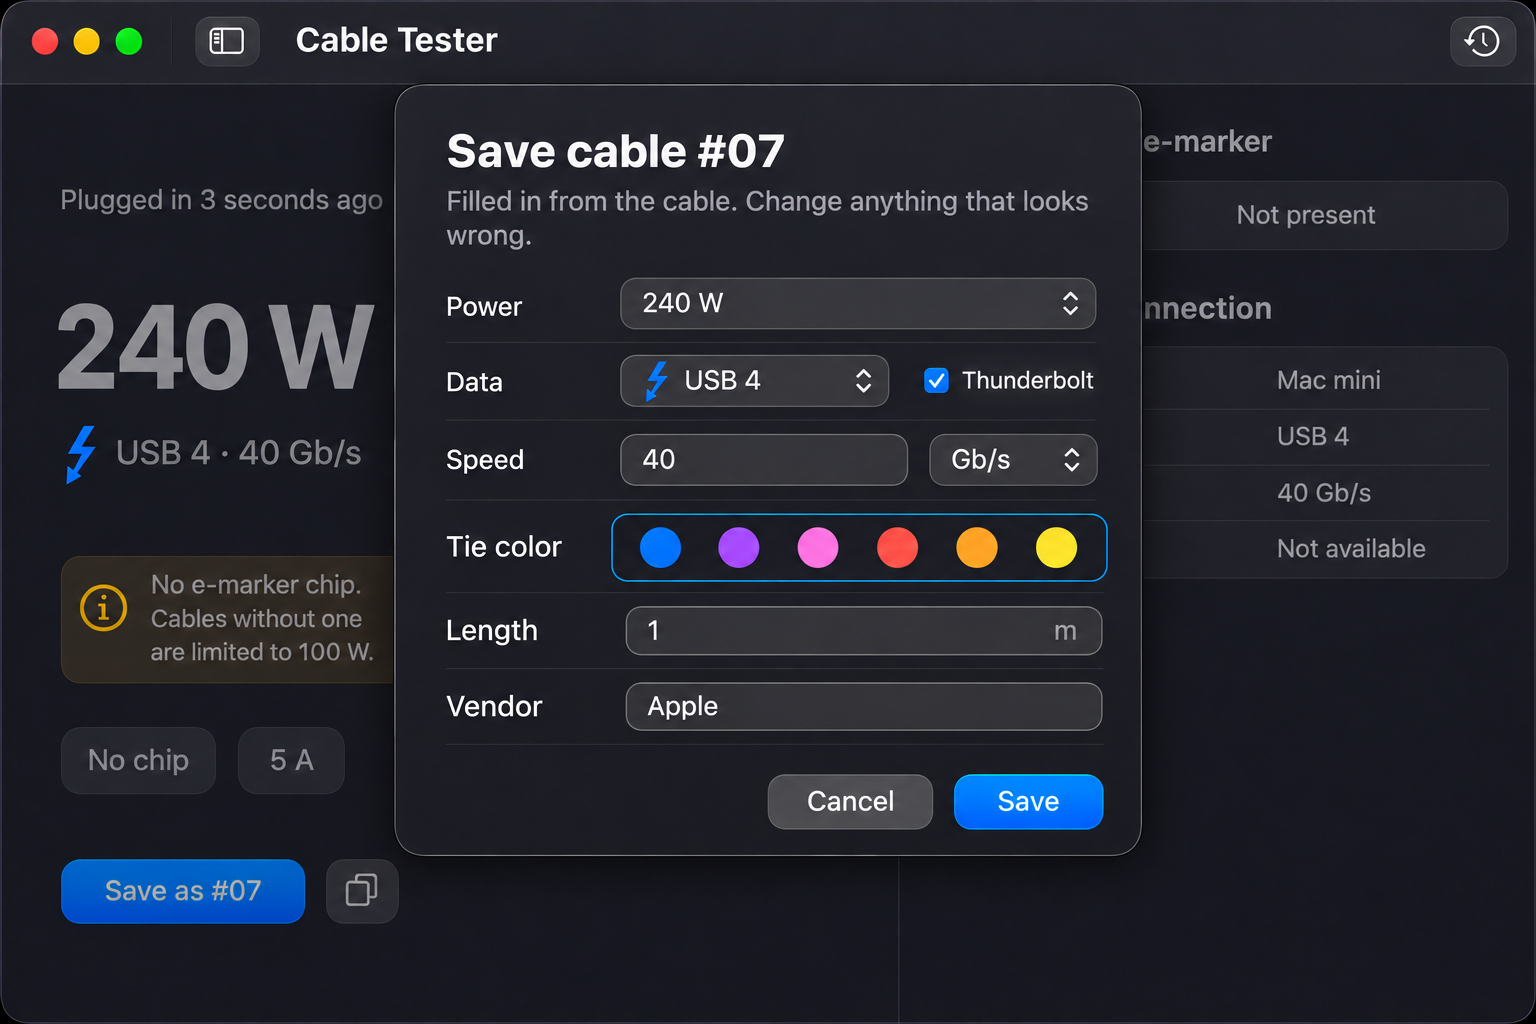 Cable Tester
Plugged in 3 seconds ago
240 W
USB 4 · 40 Gb/s
No e-marker chip.
Cables without one
are limited to 100 W.
No chip
5 A
Save as #07
Save cable #07
Filled in from the cable. Change anything that looks
wrong.
Power
240 W
Data
USB 4
Thunderbolt
Speed
40
Gb/s
Tie color
Length
1
m
Vendor
Apple
Cancel
Save
e-marker
Not present
nnection
Mac mini
USB 4
40 Gb/s
Not available